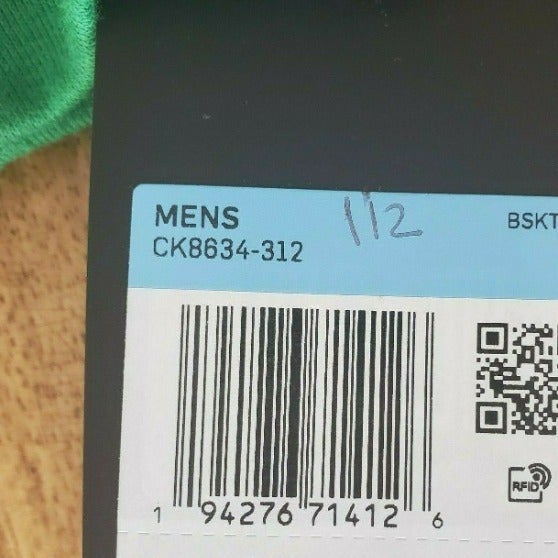 MENS 112 BSKT
CK8634-312
RFID
1 94276 71412 6